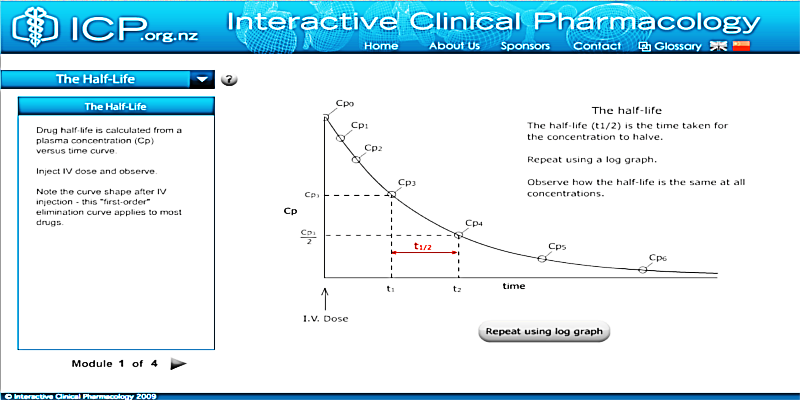 ICP.org.nz
Interactive Clinical Pharmacology
Home About Us Sponsors Contact Glossary
The Half-Life
?
The Half-Life
Drug half-life is calculated from a
plasma concentration (Cp)
versus time curve.
Inject IV dose and observe.
Note the curve shape after IV
injection - this "first-order"
elimination curve applies to most
drugs.
Module 1 of 4
The half-life
The half-life (t1/2) is the time taken for
the concentration to halve.
Repeat using a log graph.
Observe how the half-life is the same at all
concentrations.
Cp0
Cp1
Cp2
Cp3
Cp4
Cp5
Cp6
Cp
Cp3
2
t1/2
t1
t2
time
I.V. Dose
Repeat using log graph
© Interactive Clinical Pharmacology 2009